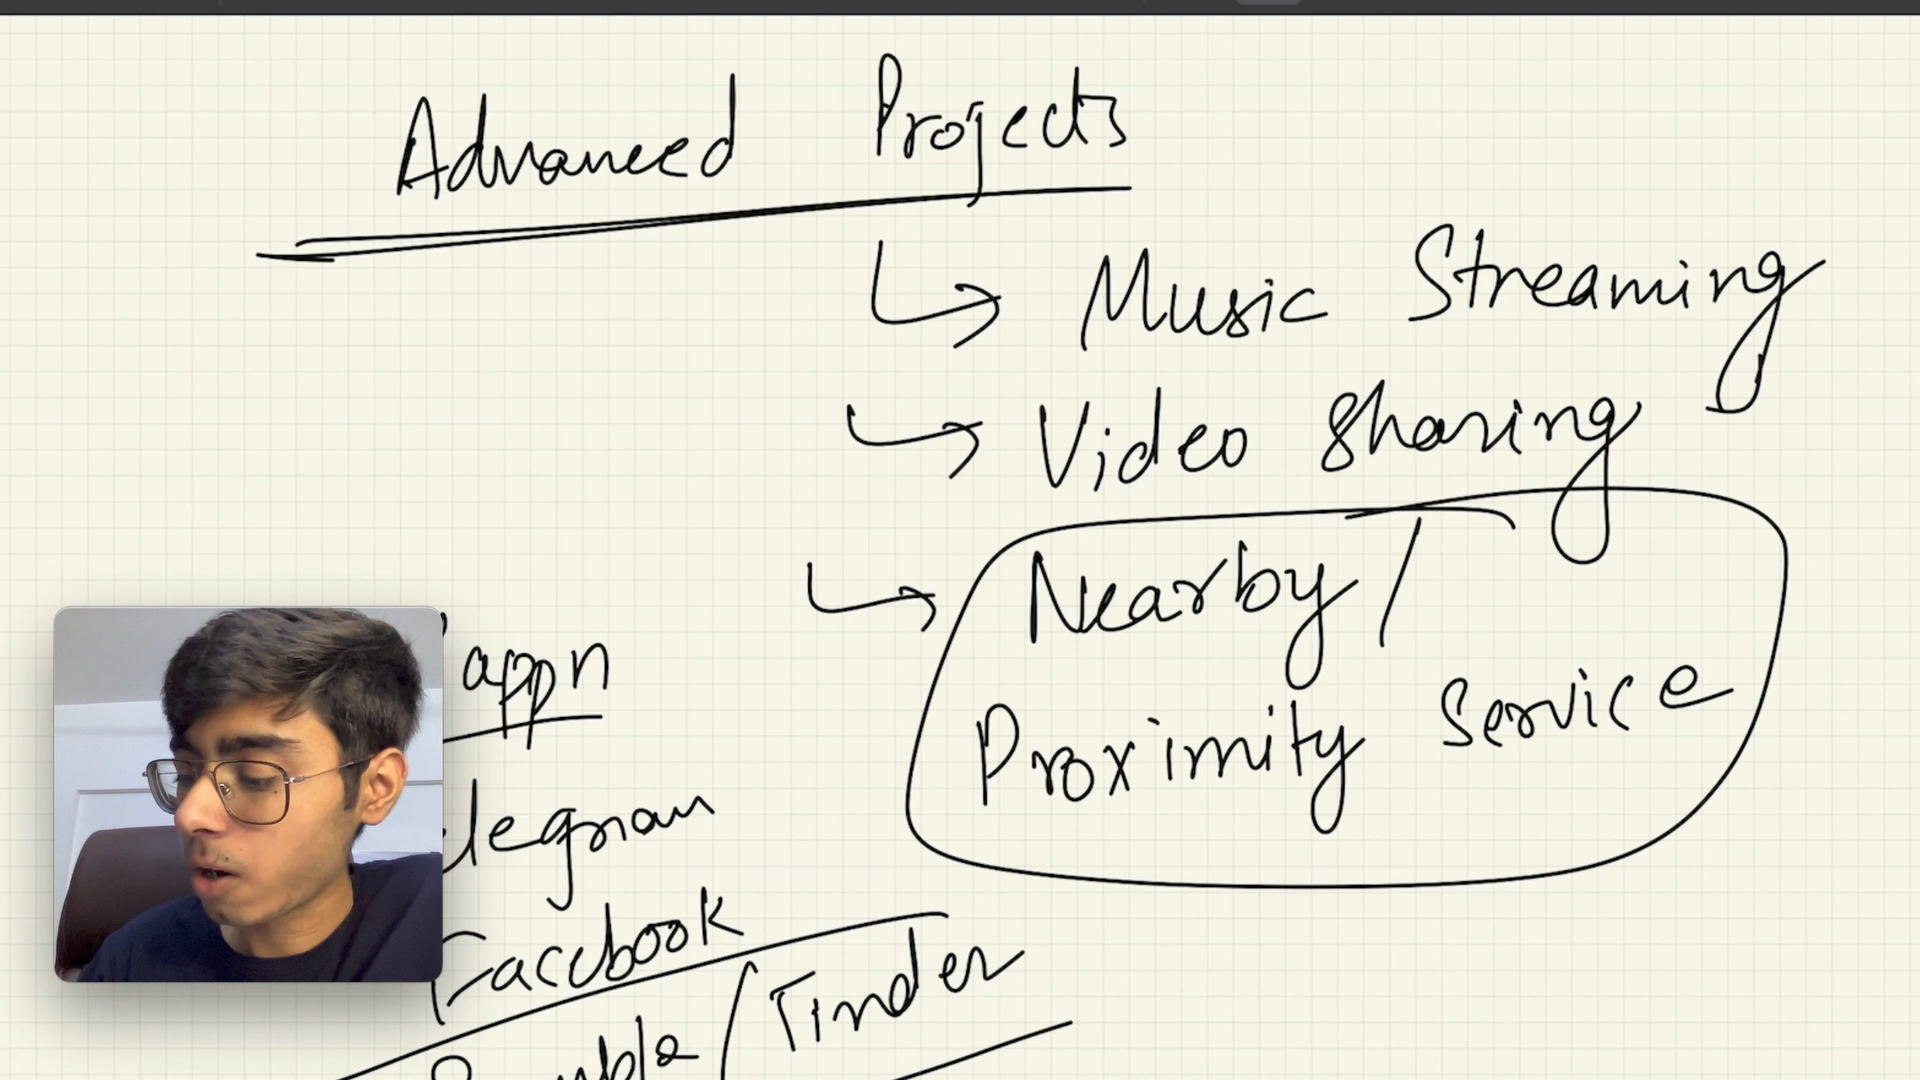 Advanced Projects
Music Streaming
Video Sharing
Nearby /
Proximity Service
appn
Facebook
/ Tinder